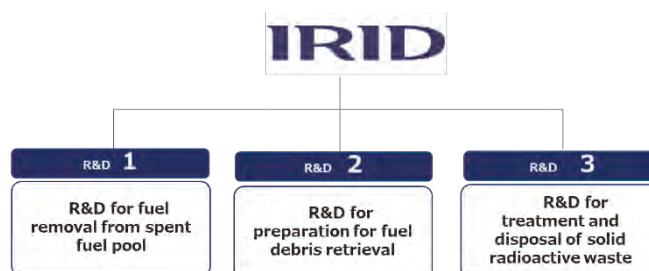 IRID
R&D 1
R&D for fuel
removal from spent
fuel pool
R&D 2
R&D for
preparation for fuel
debris retrieval
R&D 3
R&D for
treatment and
disposal of solid
radioactive waste